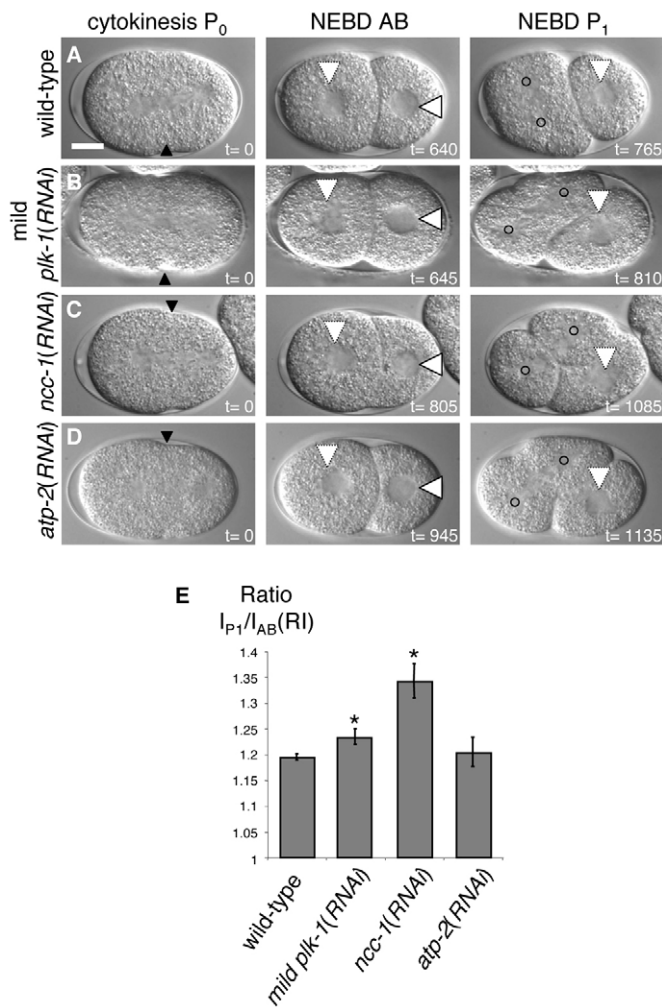 cytokinesis P0 NEBD AB NEBD P1
A
wild-type
t= 0
t= 640
t= 765
B
mild
plk-1(RNAi)
t= 0
t= 645
t= 810
C
ncc-1(RNAi)
t= 0
t= 805
t= 1085
D
atp-2(RNAi)
t= 0
t= 945
t= 1135
E Ratio
IP1/IAB(RI)
1.4
1.35
1.3
1.25
1.2
1.15
1.1
1.05
1
*
*
wild-type
mild plk-1(RNAi)
ncc-1(RNAi)
atp-2(RNAi)